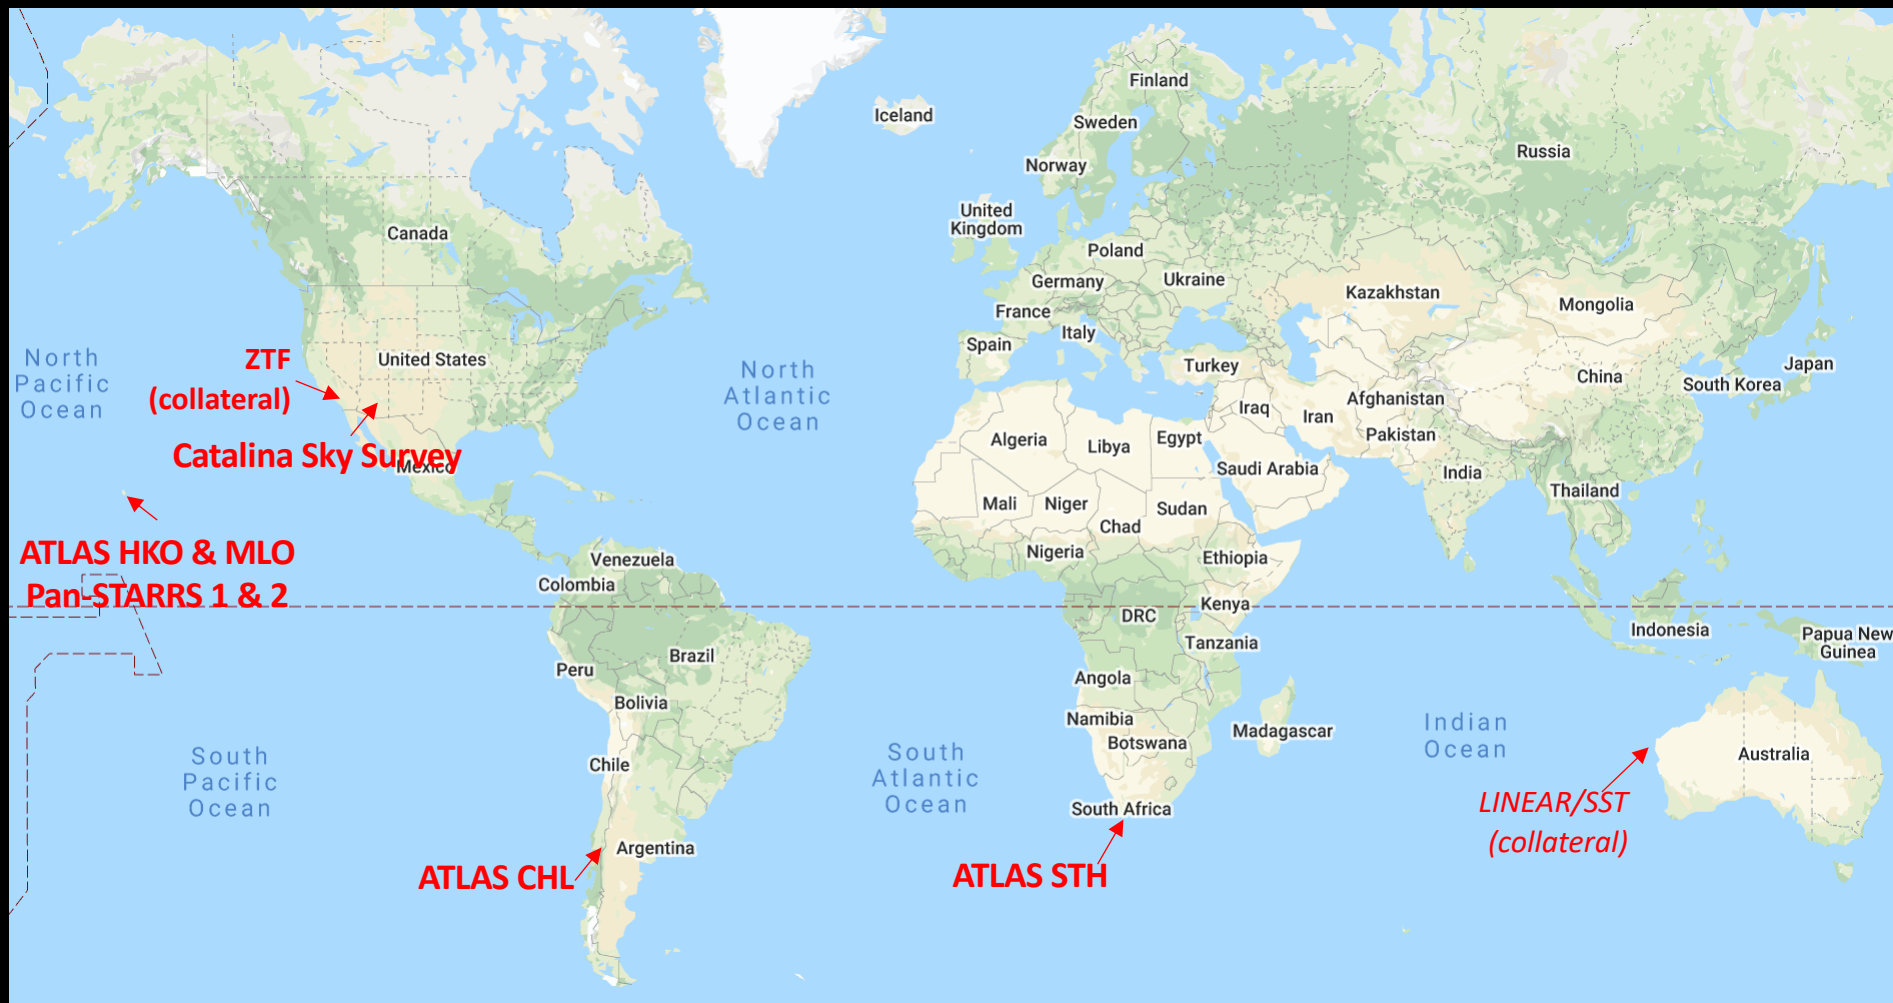 Finland
Iceland
Sweden
Russia
Norway
United
Kingdom
Canada
Poland
Germany
Ukraine
Kazakhstan
Mongolia
France
Italy
Spain
North
Pacific
Ocean
ZTF
(collateral)
United States
North
Atlantic
Ocean
Turkey
Japan
China
South Korea
Afghanistan
Iraq
Iran
Pakistan
Algeria
Libya
Egypt
Catalina Sky Survey
Mexico
Saudi Arabia
India
Thailand
Mali
Niger
Sudan
Chad
ATLAS HKO & MLO
Pan-STARRS 1 & 2
Venezuela
Colombia
Nigeria
Ethiopia
Kenya
DRC
Indonesia
Papua New
Guinea
Tanzania
Brazil
Peru
Angola
Bolivia
Namibia
Botswana
Madagascar
Indian
Ocean
Australia
South
Pacific
Ocean
Chile
South
Atlantic
Ocean
South Africa
LINEAR/SST
(collateral)
Argentina
ATLAS CHL
ATLAS STH